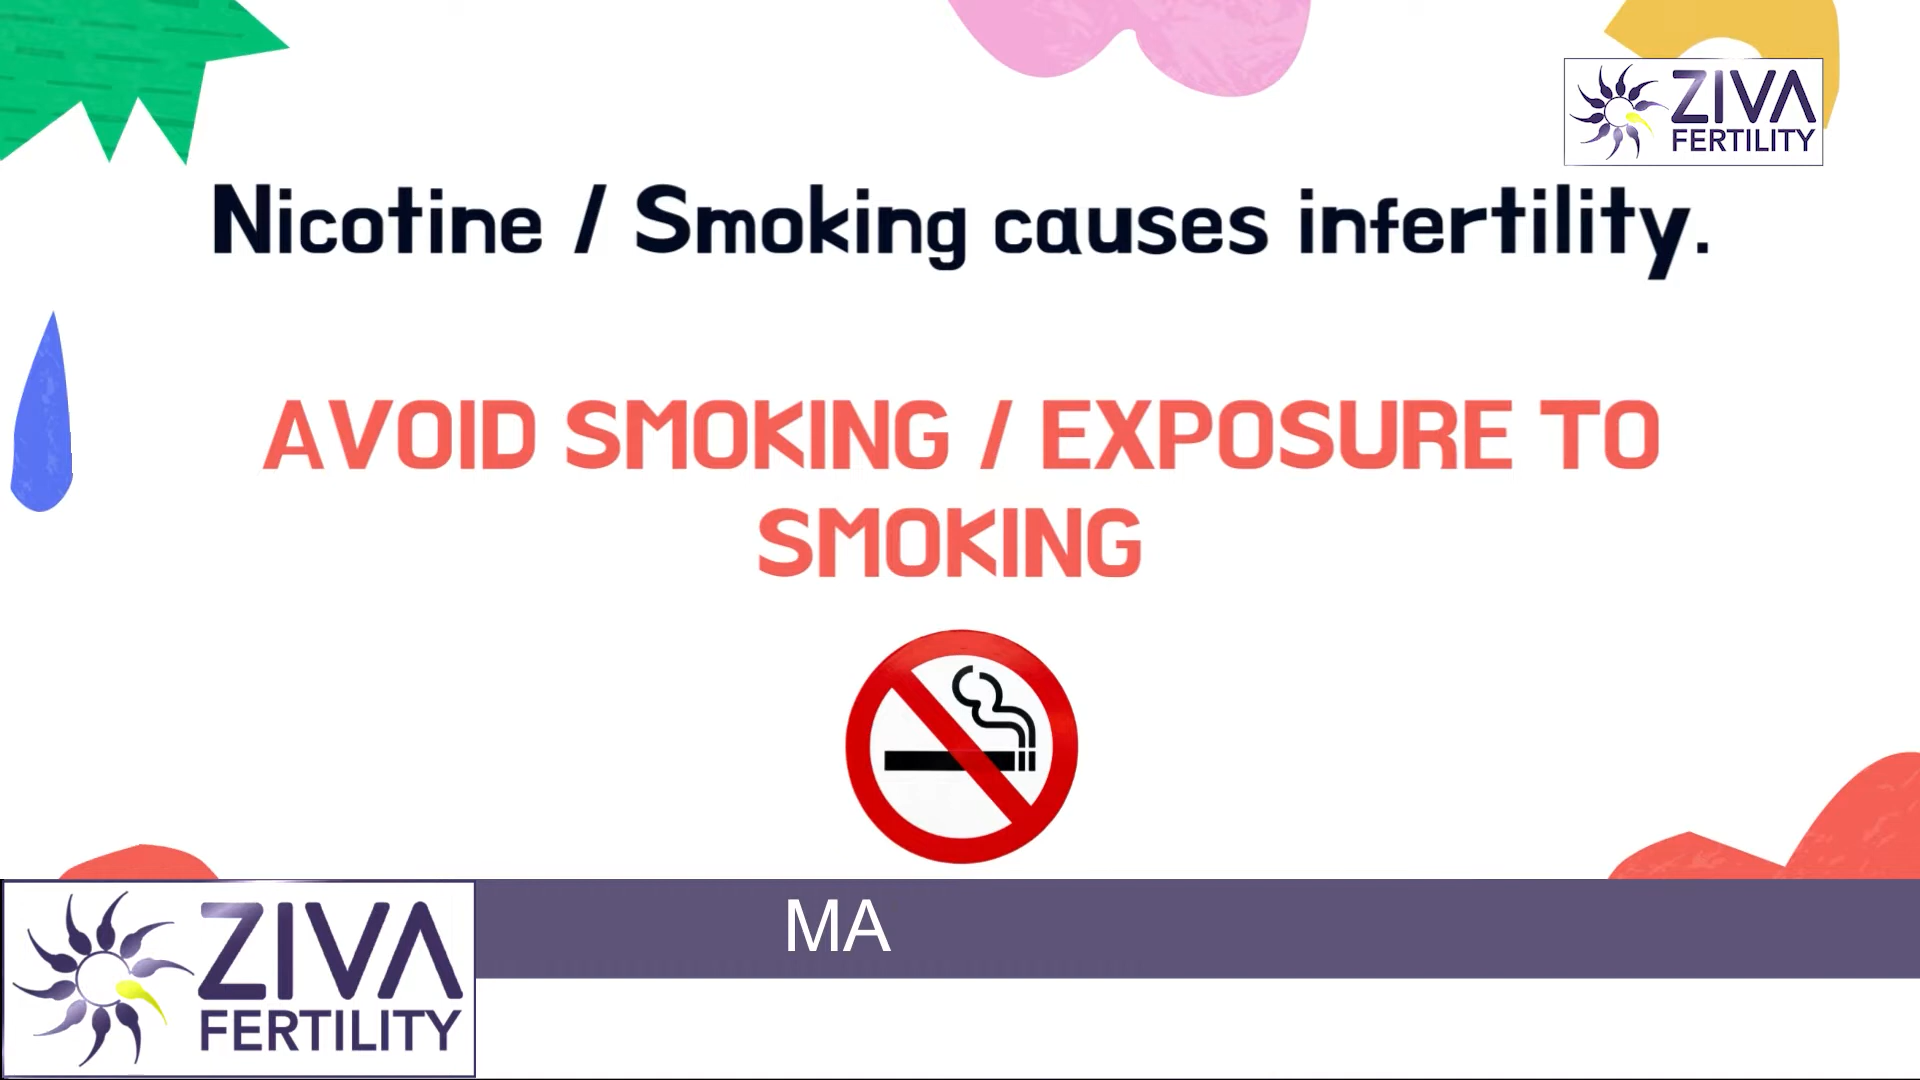 ZIVA
FERTILITY
Nicotine / Smoking causes infertility.
AVOID SMOKING / EXPOSURE TO
SMOKING
MA
ZIVA
FERTILITY